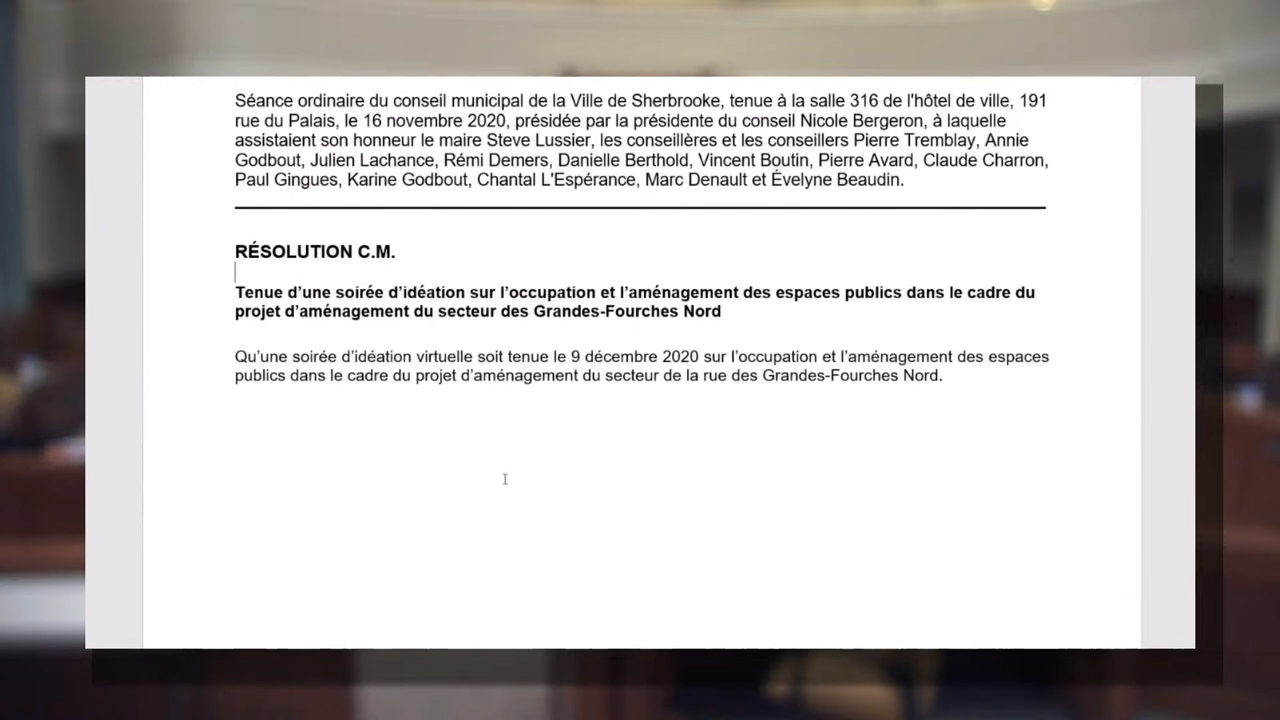 Séance ordinaire du conseil municipal de la Ville de Sherbrooke, tenue à la salle 316 de l'hôtel de ville, 191
rue du Palais, le 16 novembre 2020, présidée par la présidente du conseil Nicole Bergeron, à laquelle
assistaient son honneur le maire Steve Lussier, les conseillères et les conseillers Pierre Tremblay, Annie
Godbout, Julien Lachance, Rémi Demers, Danielle Berthold, Vincent Boutin, Pierre Avard, Claude Charron,
Paul Gingues, Karine Godbout, Chantal L'Espérance, Marc Denault et Évelyne Beaudin.
RÉSOLUTION C.M.
Tenue d’une soirée d’idéation sur l’occupation et l’aménagement des espaces publics dans le cadre du
projet d’aménagement du secteur des Grandes-Fourches Nord
Qu’une soirée d’idéation virtuelle soit tenue le 9 décembre 2020 sur l’occupation et l’aménagement des espaces
publics dans le cadre du projet d’aménagement du secteur de la rue des Grandes-Fourches Nord.